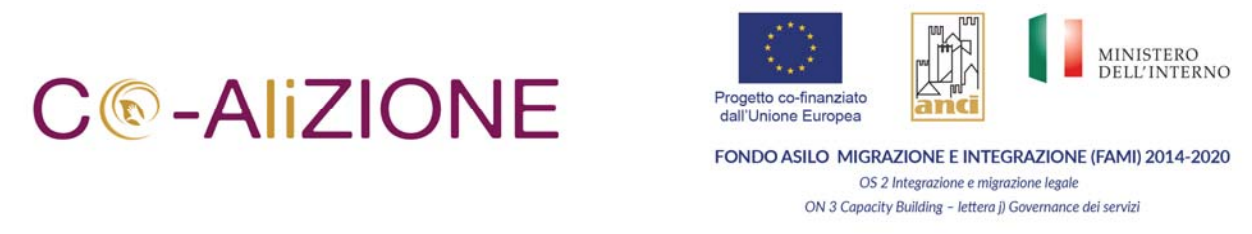 CO-AliZIONE
Progetto co-finanziato
dall'Unione Europea
anci
MINISTERO
DELL'INTERNO
FONDO ASILO MIGRAZIONE E INTEGRAZIONE (FAMI) 2014-2020
OS 2 Integrazione e migrazione legale
ON 3 Capacity Building – lettera j) Governance dei servizi